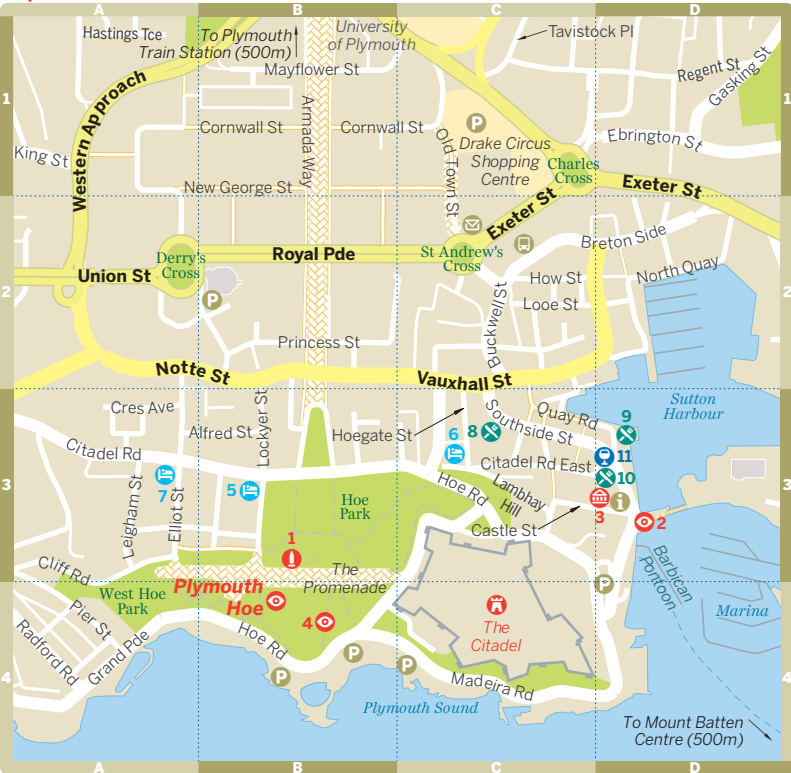 A
B
C
D
Hastings Tce
To Plymouth
Train Station (500m)
University
of Plymouth
Tavistock Pl
Mayflower St
Regent St
Gasking St
1
1
Western Approach
Armada Way
P
Cornwall St
Cornwall St
Old Town St
Drake Circus
Shopping
Centre
Charles
Cross
Ebrington St
King St
New George St
Exeter St
Exeter St
Breton Side
Derry's
Cross
Royal Pde
St Andrew's
Cross
Union St
North Quay
How St
2
2
P
Looe St
Buckwell St
Princess St
Notte St
Vauxhall St
Sutton
Harbour
Cres Ave
Lockyer St
Quay Rd
9
Alfred St
Hoegate St
8
Southside St
6
Citadel Rd
11
Citadel Rd East
10
3
3
7
5
Leigham St
Elliot St
Hoe
Park
Hoe Rd
Lambhay
Hill
i
3
2
Castle St
1
The
Promenade
Cliff Rd
Barbican
Pontoon
P
West Hoe
Park
Plymouth
Hoe
Pier St
4
The
Citadel
Marina
Radford Rd
Grand Pde
Hoe Rd
P
P
P
4
4
Madeira Rd
Plymouth Sound
To Mount Batten
Centre (500m)
A
B
C
D